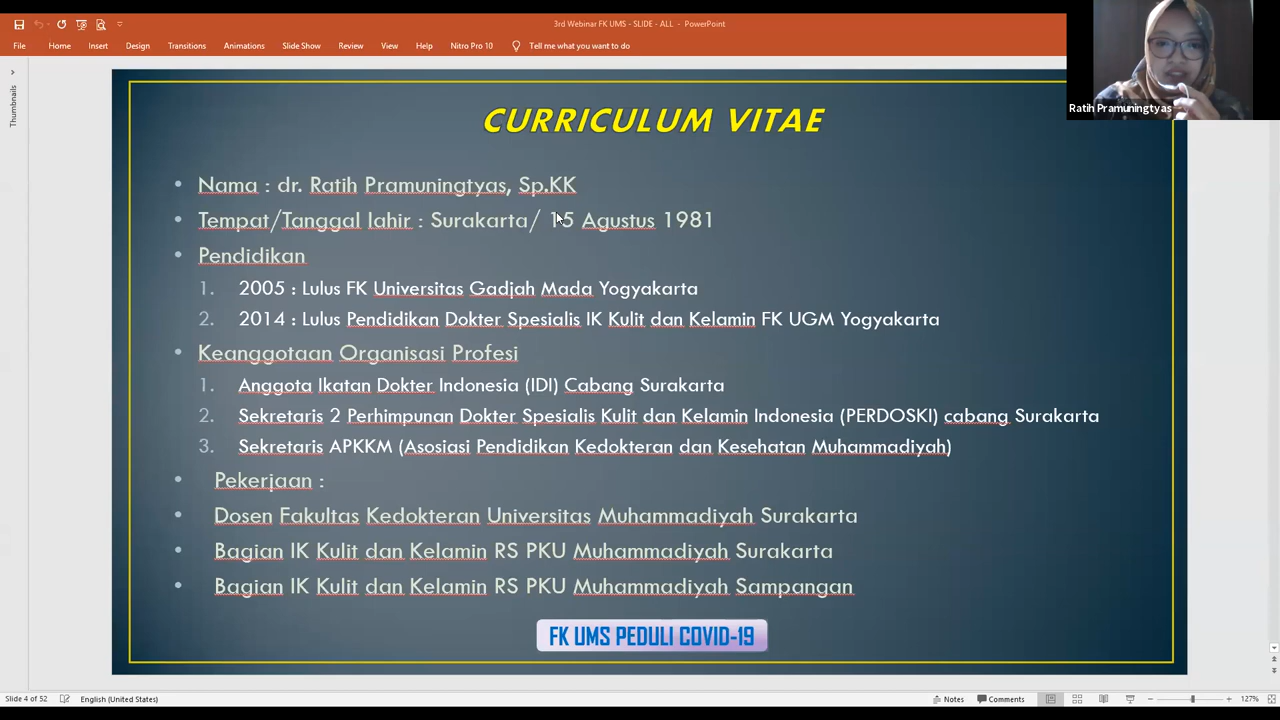 3rd Webinar FK UMS - SLIDE - ALL - PowerPoint
File Home Insert Design Transitions Animations Slide Show Review View Help Nitro Pro 10 Tell me what you want to do
Ratih Pramuningtyas
Thumbnails
CURRICULUM VITAE
• Nama : dr. Ratih Pramuningtyas, Sp.KK
• Tempat/Tanggal lahir : Surakarta/ 15 Agustus 1981
• Pendidikan
1. 2005 : Lulus FK Universitas Gadjah Mada Yogyakarta
2. 2014 : Lulus Pendidikan Dokter Spesialis IK Kulit dan Kelamin FK UGM Yogyakarta
• Keanggotaan Organisasi Profesi
1. Anggota Ikatan Dokter Indonesia (IDI) Cabang Surakarta
2. Sekretaris 2 Perhimpunan Dokter Spesialis Kulit dan Kelamin Indonesia (PERDOSKI) cabang Surakarta
3. Sekretaris APKKM (Asosiasi Pendidikan Kedokteran dan Kesehatan Muhammadiyah)
• Pekerjaan :
• Dosen Fakultas Kedokteran Universitas Muhammadiyah Surakarta
• Bagian IK Kulit dan Kelamin RS PKU Muhammadiyah Surakarta
• Bagian IK Kulit dan Kelamin RS PKU Muhammadiyah Sampangan
FK UMS PEDULI COVID-19
Slide 4 of 52 English (United States) Notes Comments 127%